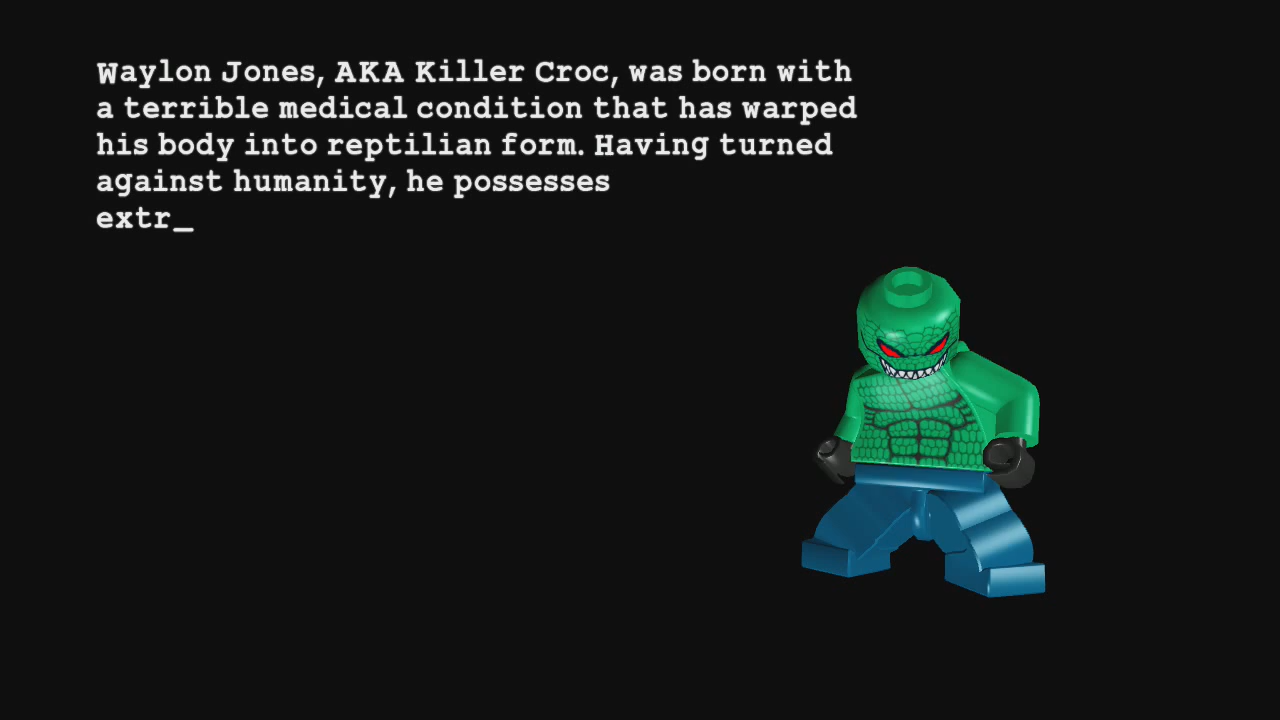 Waylon Jones, AKA Killer Croc, was born with
a terrible medical condition that has warped
his body into reptilian form. Having turned
against humanity, he possesses
extr_